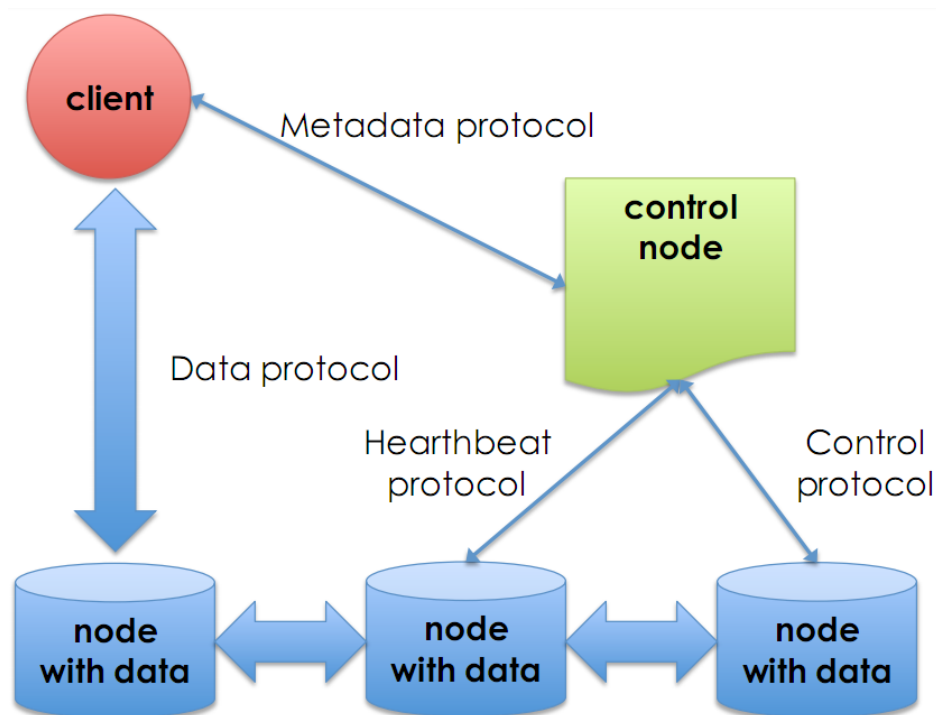 client
Metadata protocol
control
node
Data protocol
Hearthbeat
protocol
Control
protocol
node
with data
node
with data
node
with data